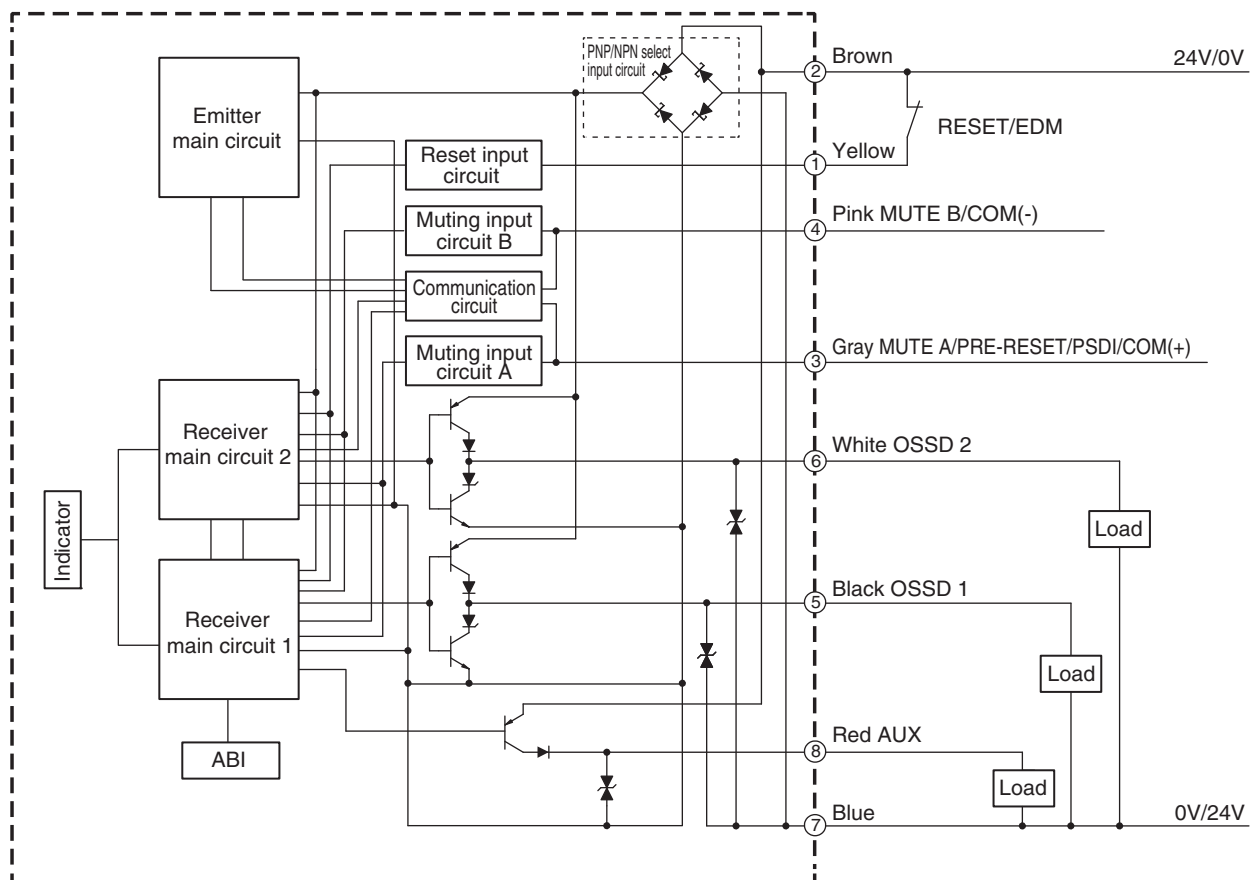 PNP/NPN select
input circuit
2
Brown
24V/0V
Emitter
main circuit
RESET/EDM
Reset input
circuit
1
Yellow
Muting input
circuit B
4
Pink MUTE B/COM(-)
Communication
circuit
Muting input
circuit A
3
Gray MUTE A/PRE-RESET/PSDI/COM(+)
Receiver
main circuit 2
6
White OSSD 2
Load
Indicator
Receiver
main circuit 1
5
Black OSSD 1
Load
ABI
8
Red AUX
Load
7
Blue
0V/24V